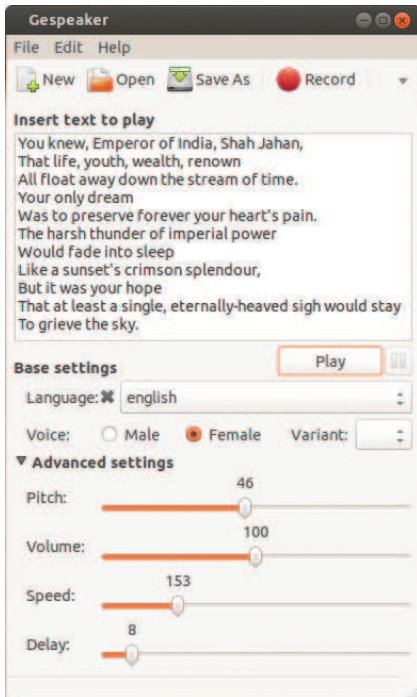 Gespeaker
File Edit Help
New Open Save As Record
Insert text to play
You knew, Emperor of India, Shah Jahan,
That life, youth, wealth, renown
All float away down the stream of time.
Your only dream
Was to preserve forever your heart's pain.
The harsh thunder of imperial power
Would fade into sleep
Like a sunset's crimson splendour,
But it was your hope
That at least a single, eternally-heaved sigh would stay
To grieve the sky.
Play
Base settings
Language: english
Voice: Male Female Variant:
Advanced settings
46
Pitch:
100
Volume:
153
Speed:
8
Delay: